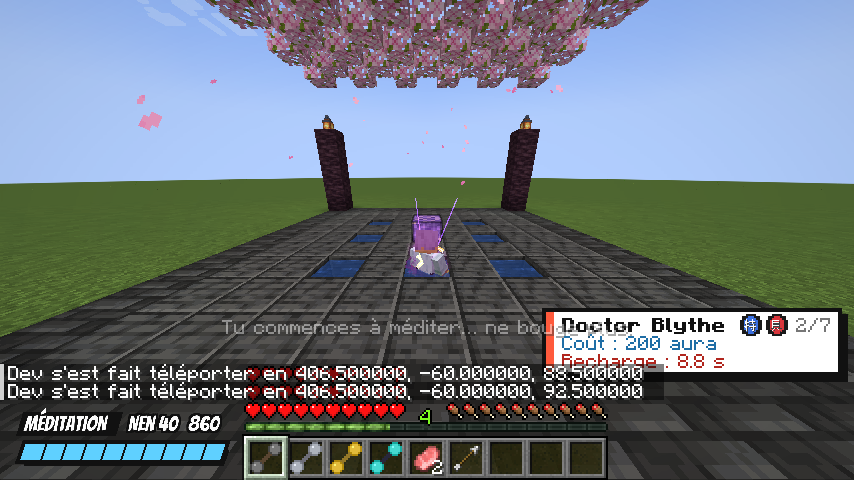 Tu commences à méditer... ne bouge plus.
Doctor Blythe 2/7
Coût : 200 aura
Recharge : 8.8 s
Dev s'est fait téléporter en 406.500000, -60.000000, 88.500000
Dev s'est fait téléporter en 406.500000, -60.000000, 92.500000
MÉDITATION NEN 40 860
4
2